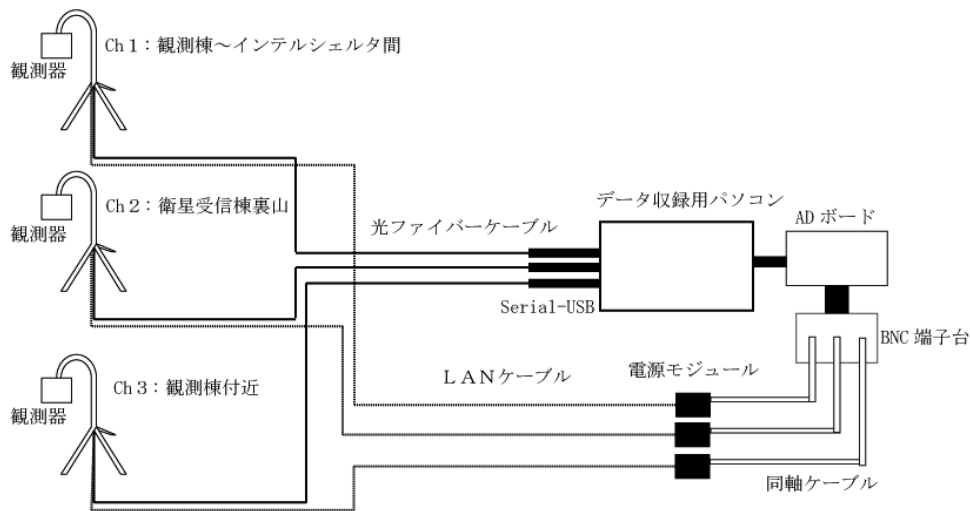 Ch1：観測棟～インテルシェルタ間
観測器
Ch2：衛星受信棟裏山
観測器
Ch3：観測棟付近
観測器
光ファイバーケーブル
Serial-USB
データ収録用パソコン
ADボード
BNC端子台
LANケーブル
電源モジュール
同軸ケーブル